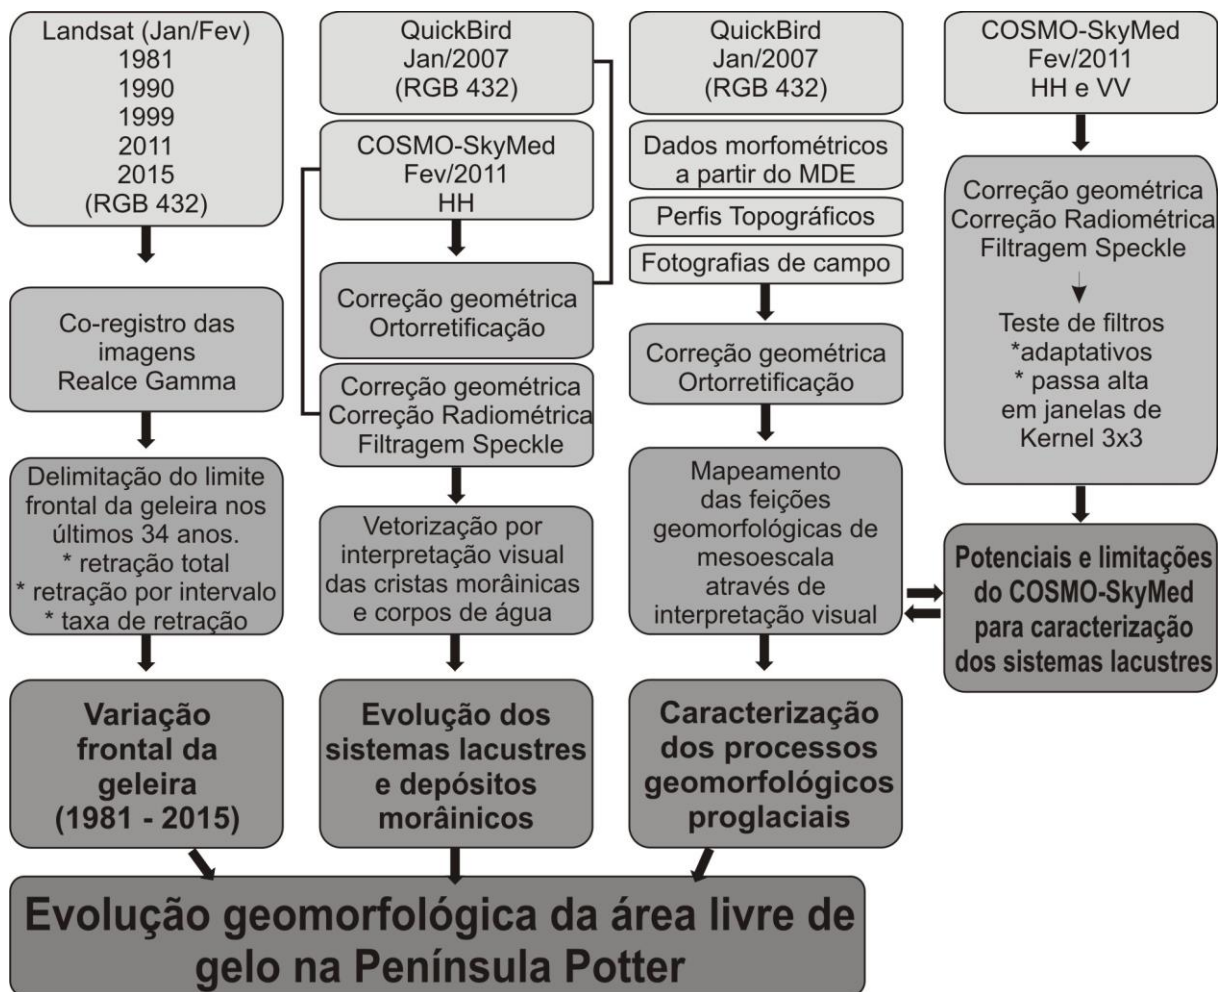 Landsat (Jan/Fev)
1981
1990
1999
2011
2015
(RGB 432)
Co-registro das
imagens
Realce Gamma
Delimitação do limite
frontal da geleira nos
últimos 34 anos.
* retração total
* retração por intervalo
* taxa de retração
Variação
frontal da
geleira
(1981 - 2015)
QuickBird
Jan/2007
(RGB 432)
COSMO-SkyMed
Fev/2011
HH
Correção geométrica
Ortorretificação
Correção geométrica
Correção Radiométrica
Filtragem Speckle
Vetorização por
interpretação visual
das cristas morâinicas
e corpos de água
Evolução dos
sistemas lacustres
e depósitos
morâinicos
QuickBird
Jan/2007
(RGB 432)
Dados morfométricos
a partir do MDE
Perfis Topográficos
Fotografias de campo
Correção geométrica
Ortorretificação
Mapeamento
das feições
geomorfológicas de
mesoescala
através de
interpretação visual
Caracterização
dos processos
geomorfológicos
proglaciais
COSMO-SkyMed
Fev/2011
HH e VV
Correção geométrica
Correção Radiométrica
Filtragem Speckle
Teste de filtros
*adaptativos
* passa alta
em janelas de
Kernel 3x3
Potenciais e limitações
do COSMO-SkyMed
para caracterização
dos sistemas lacustres
Evolução geomorfológica da área livre de
gelo na Península Potter